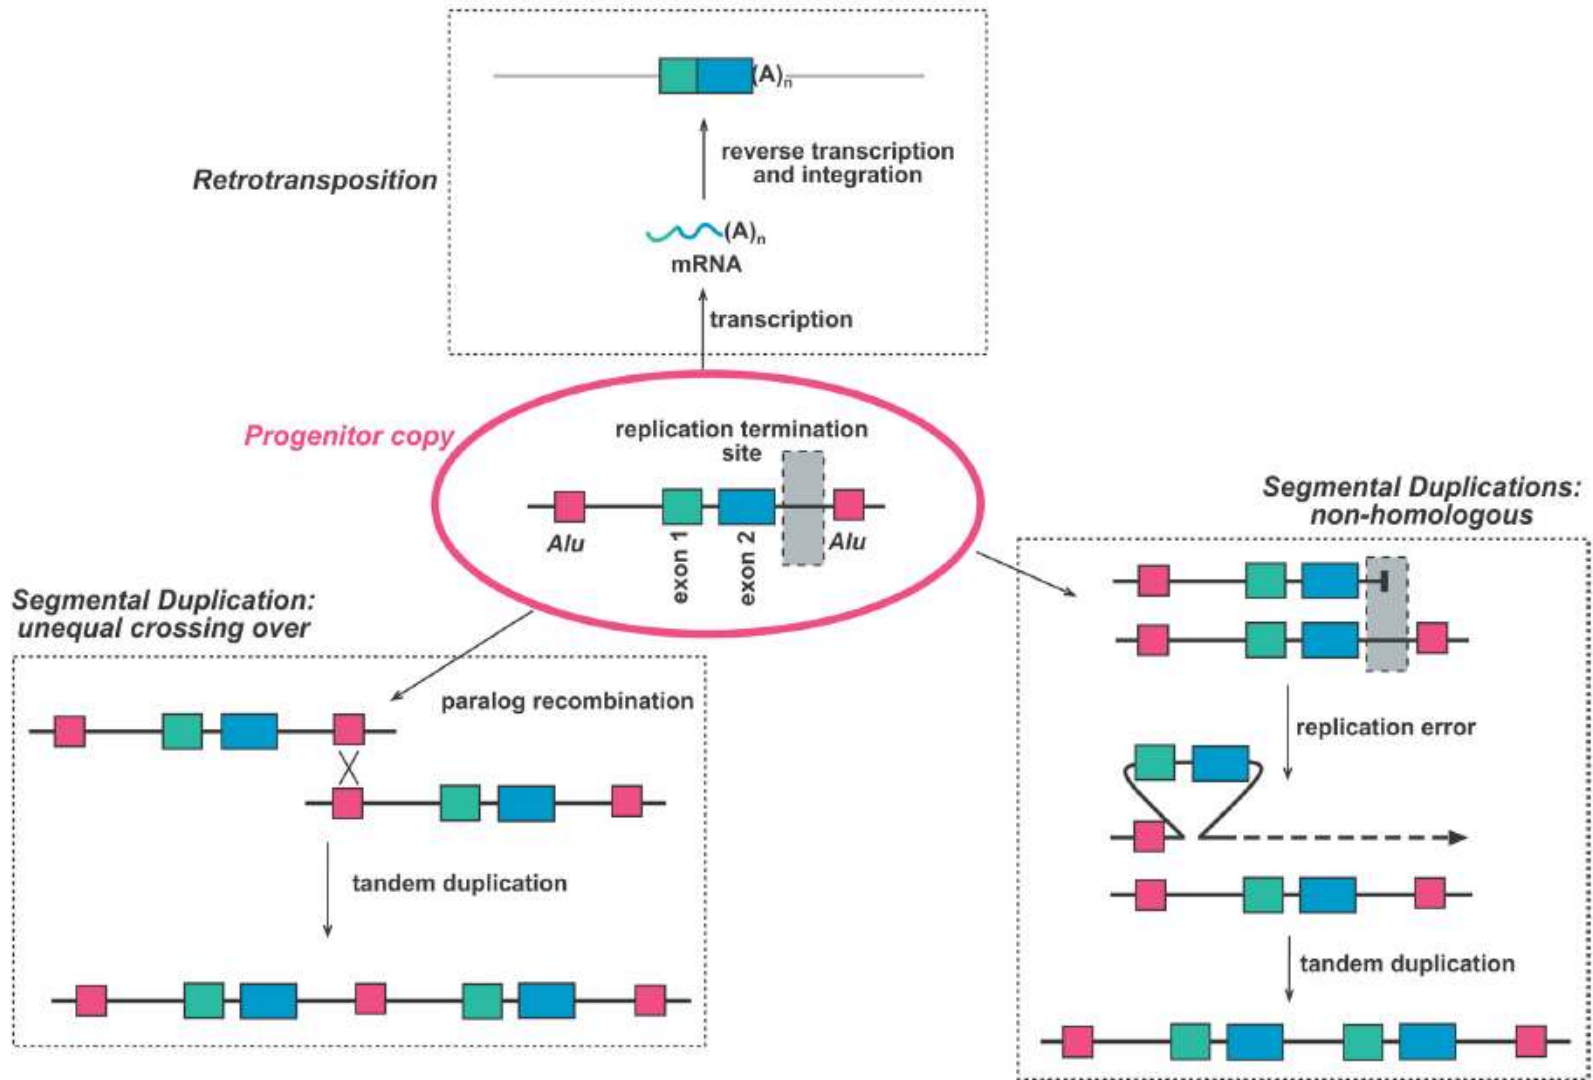 (A)n
reverse transcription
and integration
Retrotransposition
(A)n
mRNA
transcription
Progenitor copy
replication termination
site
Alu
exon 1
exon 2
Alu
Segmental Duplication:
unequal crossing over
paralog recombination
tandem duplication
Segmental Duplications:
non-homologous
replication error
tandem duplication